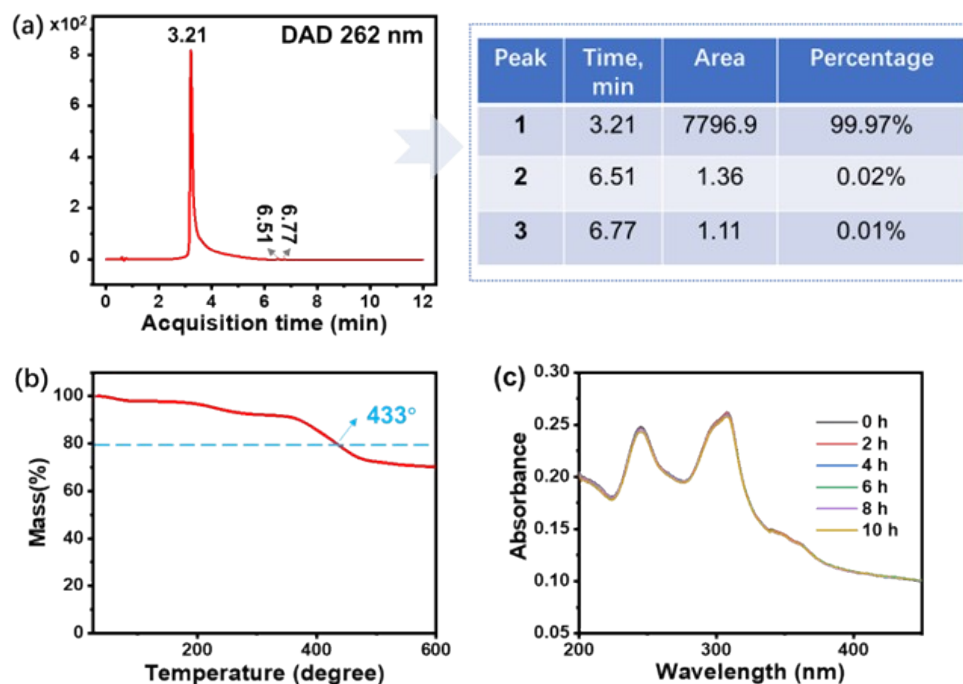 (a)
x10²
3.21
DAD 262 nm
8
6
4
2
0
6.51
6.77
0 2 4 6 8 10 12
Acquisition time (min)
Peak Time, min Area Percentage
1 3.21 7796.9 99.97%
2 6.51 1.36 0.02%
3 6.77 1.11 0.01%
(b)
100
80
60
40
20
0
Mass(%)
433°
200 400 600
Temperature (degree)
(c)
0.30
0.25
0.20
0.15
0.10
0.05
Absorbance
0 h
2 h
4 h
6 h
8 h
10 h
200 300 400
Wavelength (nm)